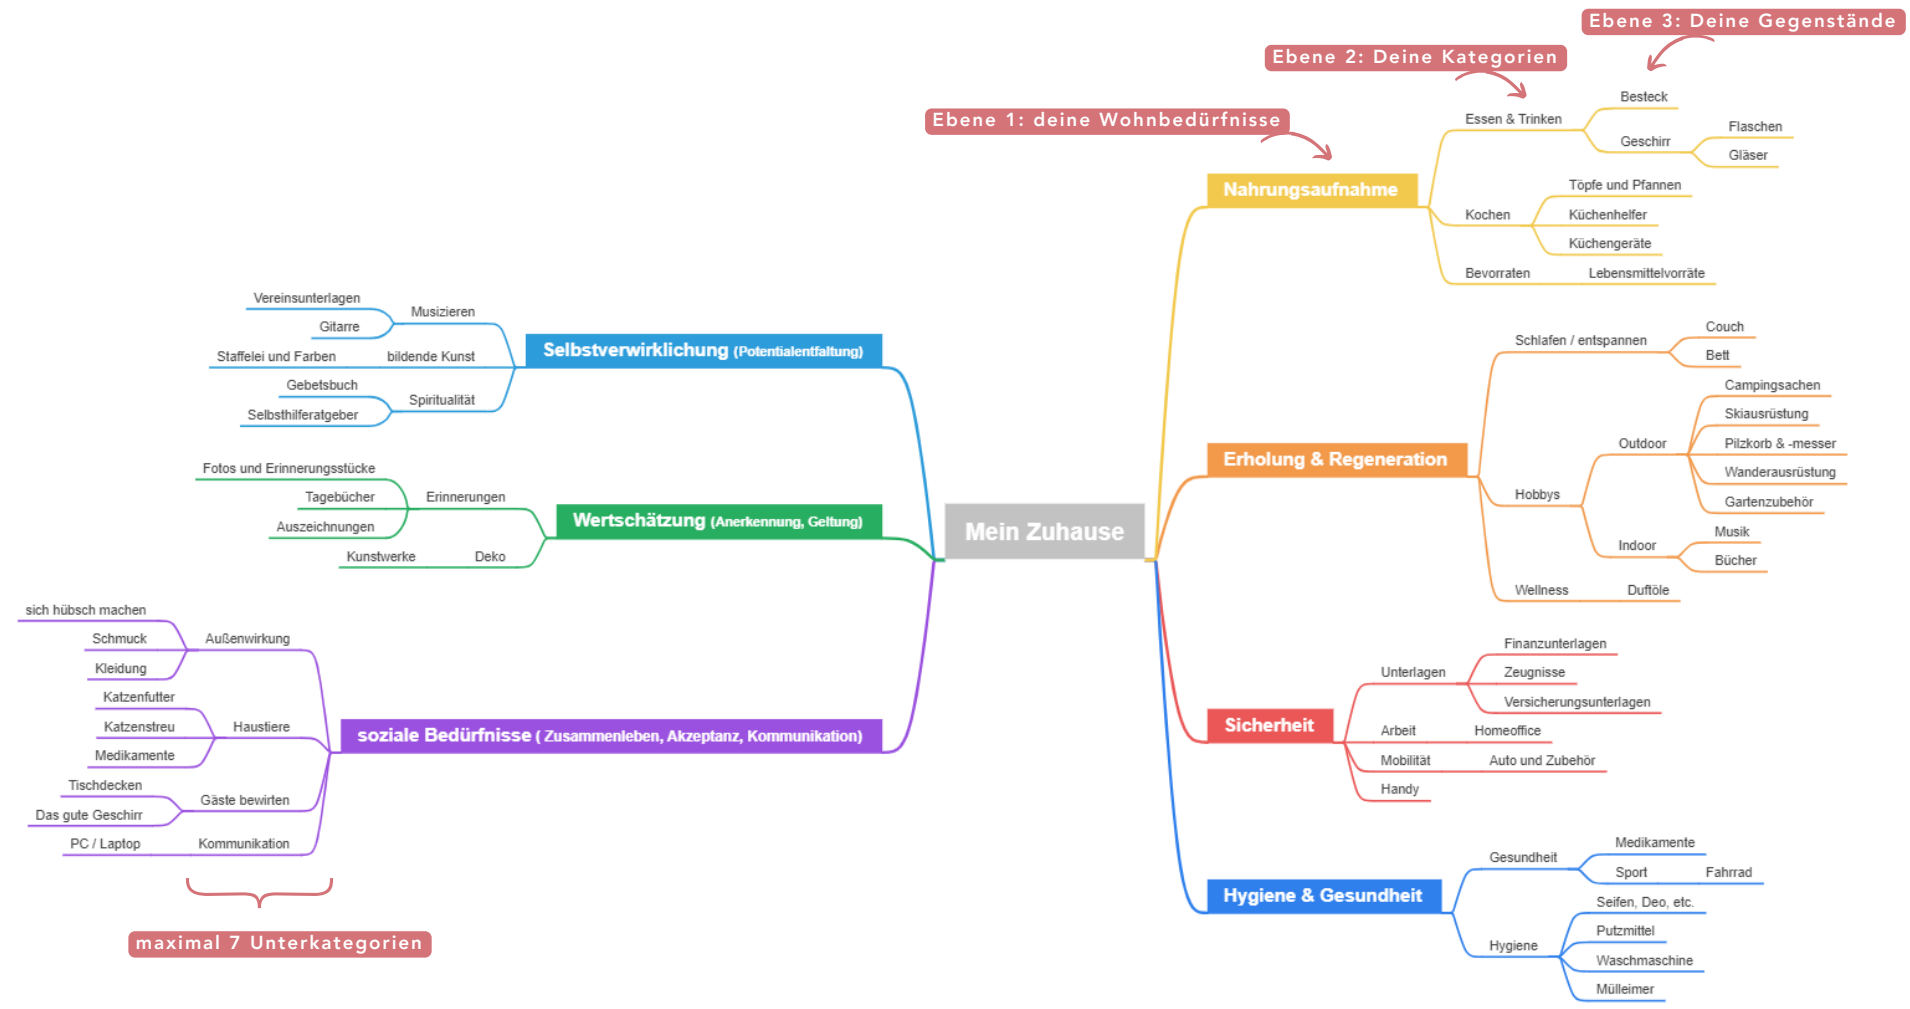 Ebene 3: Deine Gegenstände
Ebene 2: Deine Kategorien
Ebene 1: deine Wohnbedürfnisse
Mein Zuhause
Nahrungsaufnahme
Essen & Trinken
Besteck
Geschirr
Flaschen
Gläser
Kochen
Töpfe und Pfannen
Küchenhelfer
Küchengeräte
Bevorraten
Lebensmittelvorräte
Erholung & Regeneration
Schlafen / entspannen
Couch
Bett
Hobbys
Outdoor
Campingsachen
Skiausrüstung
Pilzkorb & -messer
Wanderausrüstung
Gartenzubehör
Indoor
Musik
Bücher
Wellness
Duftöle
Sicherheit
Unterlagen
Finanzunterlagen
Zeugnisse
Versicherungsunterlagen
Arbeit
Homeoffice
Mobilität
Auto und Zubehör
Handy
Hygiene & Gesundheit
Gesundheit
Medikamente
Sport
Fahrrad
Hygiene
Seifen, Deo, etc.
Putzmittel
Waschmaschine
Mülleimer
Selbstverwirklichung (Potentialentfaltung)
Musizieren
Vereinsunterlagen
Gitarre
bildende Kunst
Staffelei und Farben
Spiritualität
Gebetsbuch
Selbsthilferatgeber
Wertschätzung (Anerkennung, Geltung)
Erinnerungen
Fotos und Erinnerungsstücke
Tagebücher
Auszeichnungen
Deko
Kunstwerke
soziale Bedürfnisse ( Zusammenleben, Akzeptanz, Kommunikation)
Außenwirkung
sich hübsch machen
Schmuck
Kleidung
Haustiere
Katzenfutter
Katzenstreu
Medikamente
Gäste bewirten
Tischdecken
Das gute Geschirr
Kommunikation
PC / Laptop
maximal 7 Unterkategorien